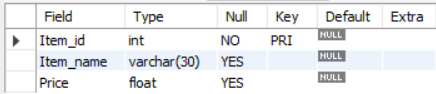 Field Type Null Key Default Extra
Item_id int NO PRI NULL
Item_name varchar(30) YES NULL
Price float YES NULL